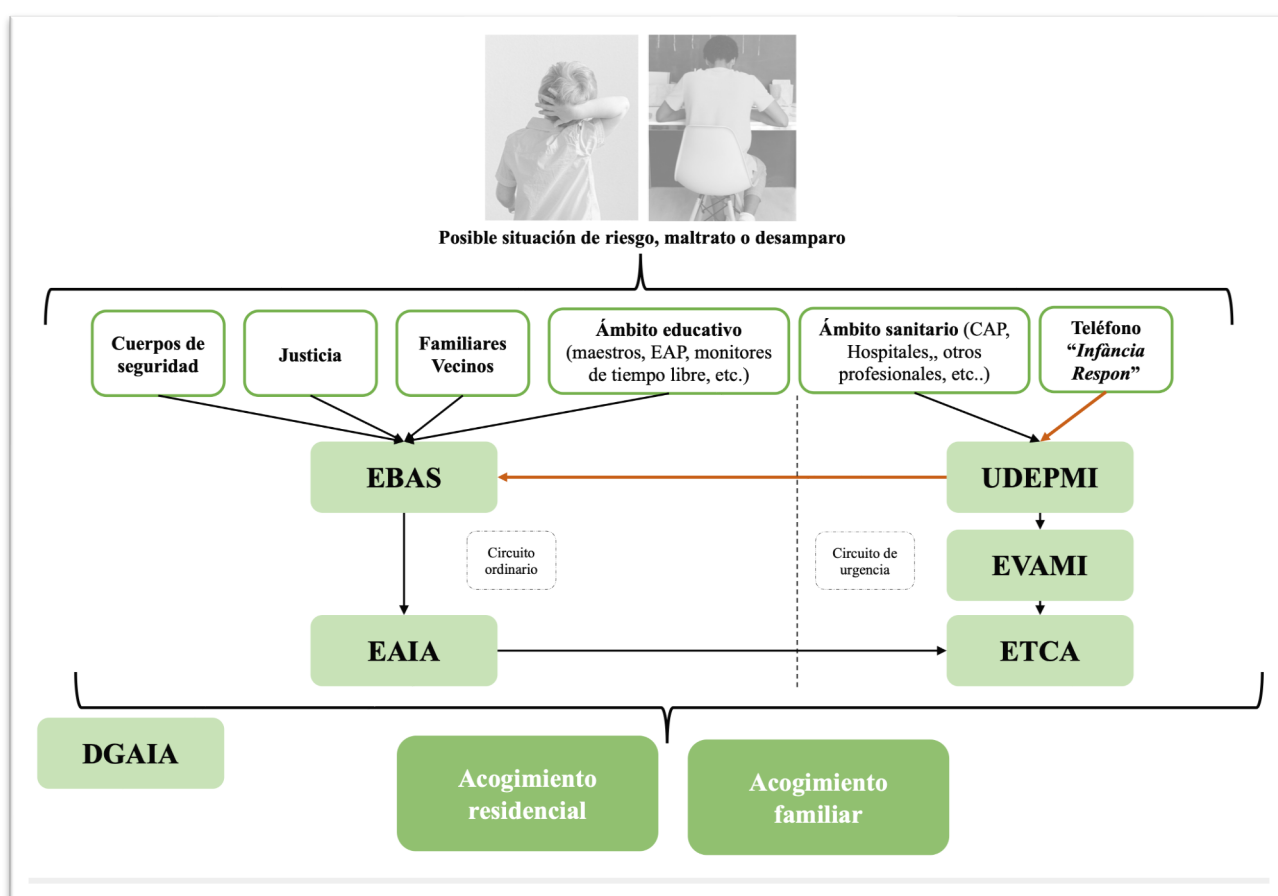 Posible situación de riesgo, maltrato o desamparo
Cuerpos de
seguridad
Justicia
Familiares
Vecinos
Ámbito educativo
(maestros, EAP, monitores
de tiempo libre, etc.)
Ámbito sanitario (CAP,
Hospitales,, otros
profesionales, etc..)
Teléfono
“Infància
Respon”
EBAS
UDEPMI
Circuito
ordinario
Circuito de
urgencia
EVAMI
EAIA
ETCA
DGAIA
Acogimiento
residencial
Acogimiento
familiar